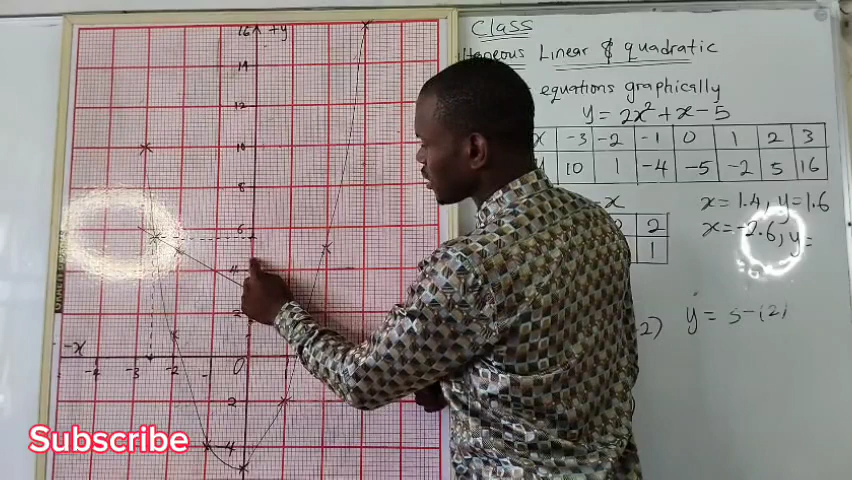 Class
Linear & quadratic
equations graphically
y = 2x² + x - 5
x -3 -2 -1 0 1 2 3
10 1 -4 -5 -2 5 16
x
2
1
x = 1.4, y = 1.6
x = -2.6, y =
2)
y = 5-(2)
16 +y
14
12
10
8
6
4
2
-x -4 -3 -2 -1 0
-2
-4
Subscribe